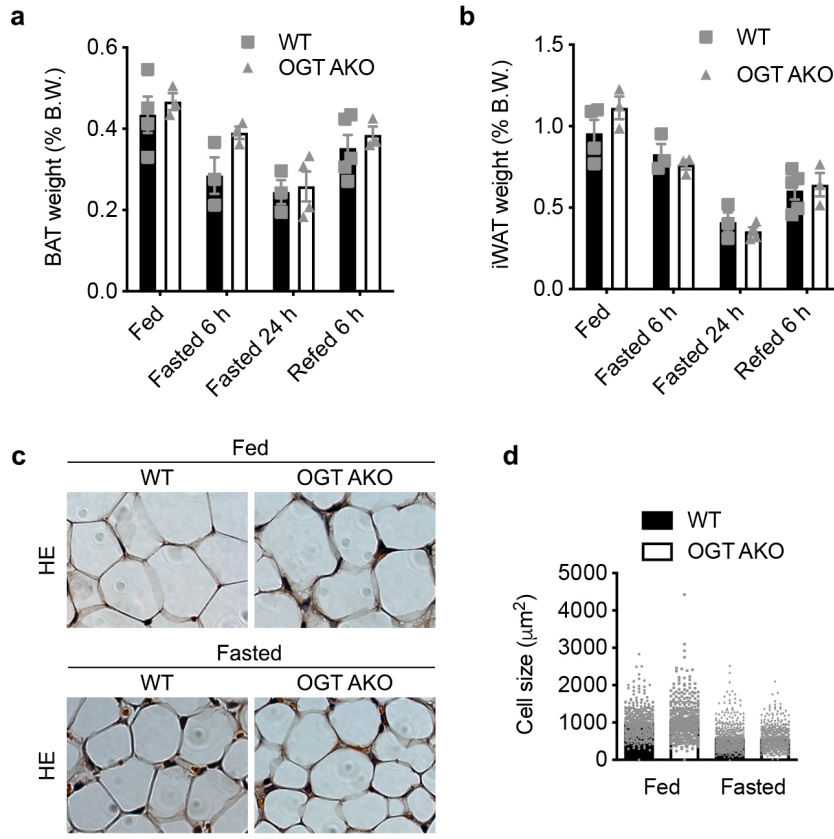 a
BAT weight (% B.W.)
0.6
0.4
0.2
0.0
WT
OGT AKO
Fed
Fasted 6 h
Fasted 24 h
Refed 6 h
b
iWAT weight (% B.W.)
1.5
1.0
0.5
0.0
WT
OGT AKO
Fed
Fasted 6 h
Fasted 24 h
Refed 6 h
c
Fed
WT OGT AKO
HE
Fasted
WT OGT AKO
HE
d
WT
OGT AKO
Cell size (μm²)
5000
4000
3000
2000
1000
0
Fed Fasted